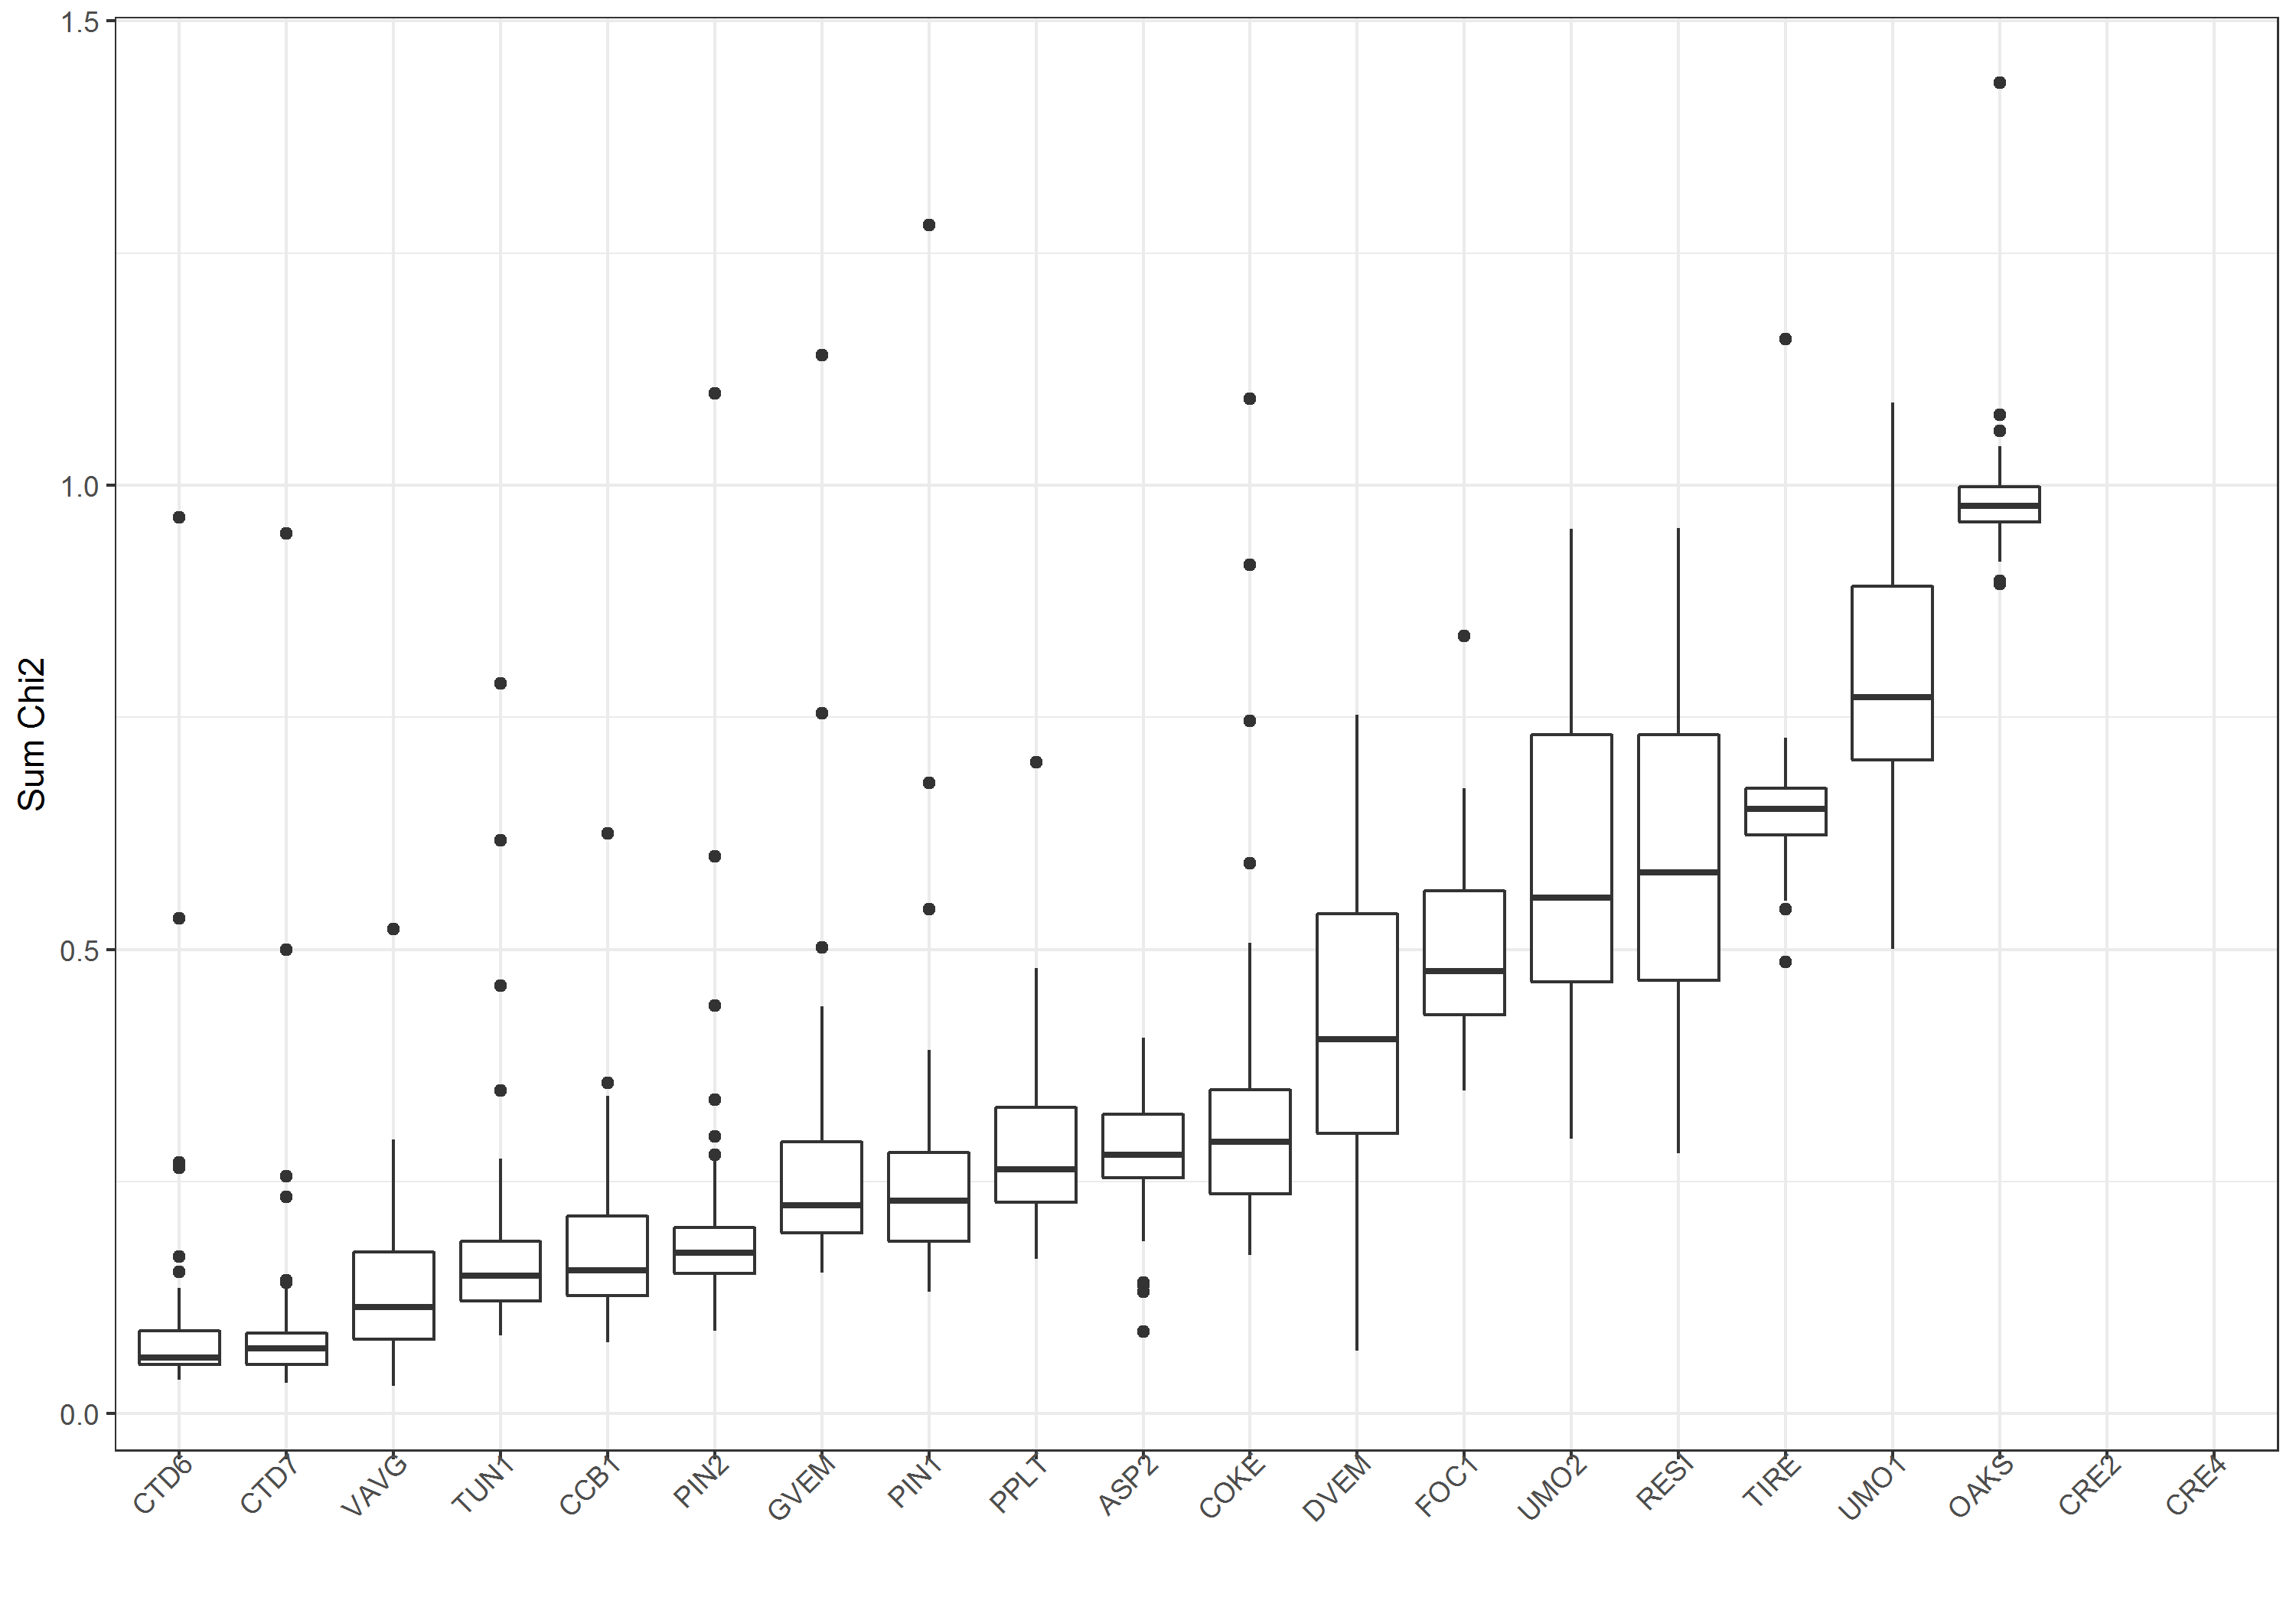 Sum Chi2
1.5
1.0
0.5
0.0
CTD6
CTD7
VAVG
TUN1
CCB1
PIN2
GVEM
PIN1
PPLT
ASP2
COKE
DVEM
FOC1
UMO2
RESI
TIRE
UMO1
OAKS
CRE2
CRE4